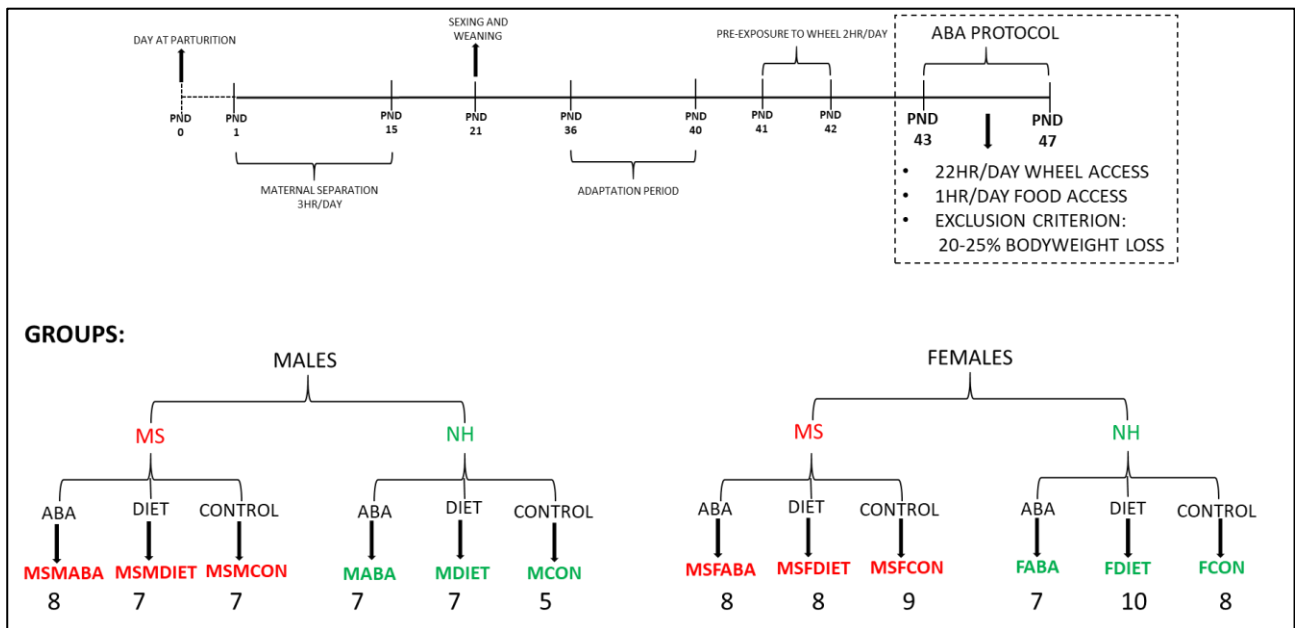 DAY AT PARTURITION
SEXING AND
WEANING
PRE-EXPOSURE TO WHEEL 2HR/DAY
ABA PROTOCOL
PND PND PND PND PND PND PND PND PND PND
0 1 15 21 36 40 41 42 43 47
MATERNAL SEPARATION
3HR/DAY
ADAPTATION PERIOD
• 22HR/DAY WHEEL ACCESS
• 1HR/DAY FOOD ACCESS
• EXCLUSION CRITERION:
20-25% BODYWEIGHT LOSS
GROUPS:
MALES FEMALES
MS NH MS NH
ABA DIET CONTROL ABA DIET CONTROL ABA DIET CONTROL ABA DIET CONTROL
MSMABA MSMDIET MSMCON MABA MDIET MCON MSFABA MSFDIET MSFCON FABA FDIET FCON
8 7 7 7 7 5 8 8 9 7 10 8